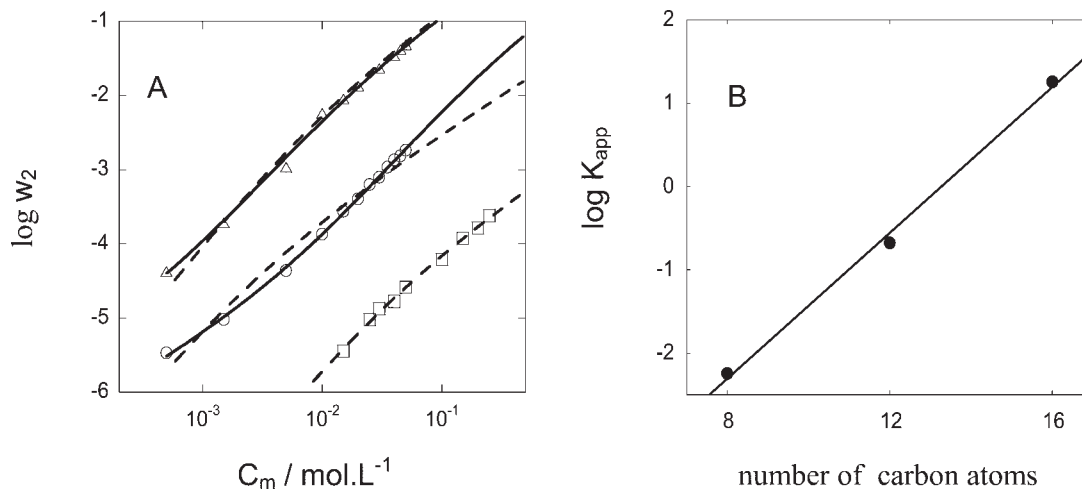 A
log w₂
-1
-2
-3
-4
-5
-6
10⁻³
10⁻²
10⁻¹
Cₘ / mol.L⁻¹
B
log Kₐₚₚ
2
1
0
-1
-2
8
12
16
number of carbon atoms